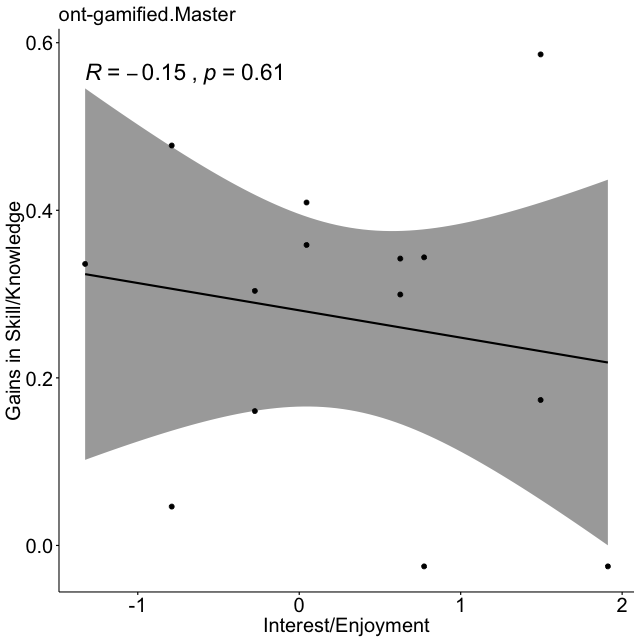 ont-gamified.Master
R = −0.15 , p = 0.61
0.6
0.4
0.2
0.0
Gains in Skill/Knowledge
-1 0 1 2
Interest/Enjoyment